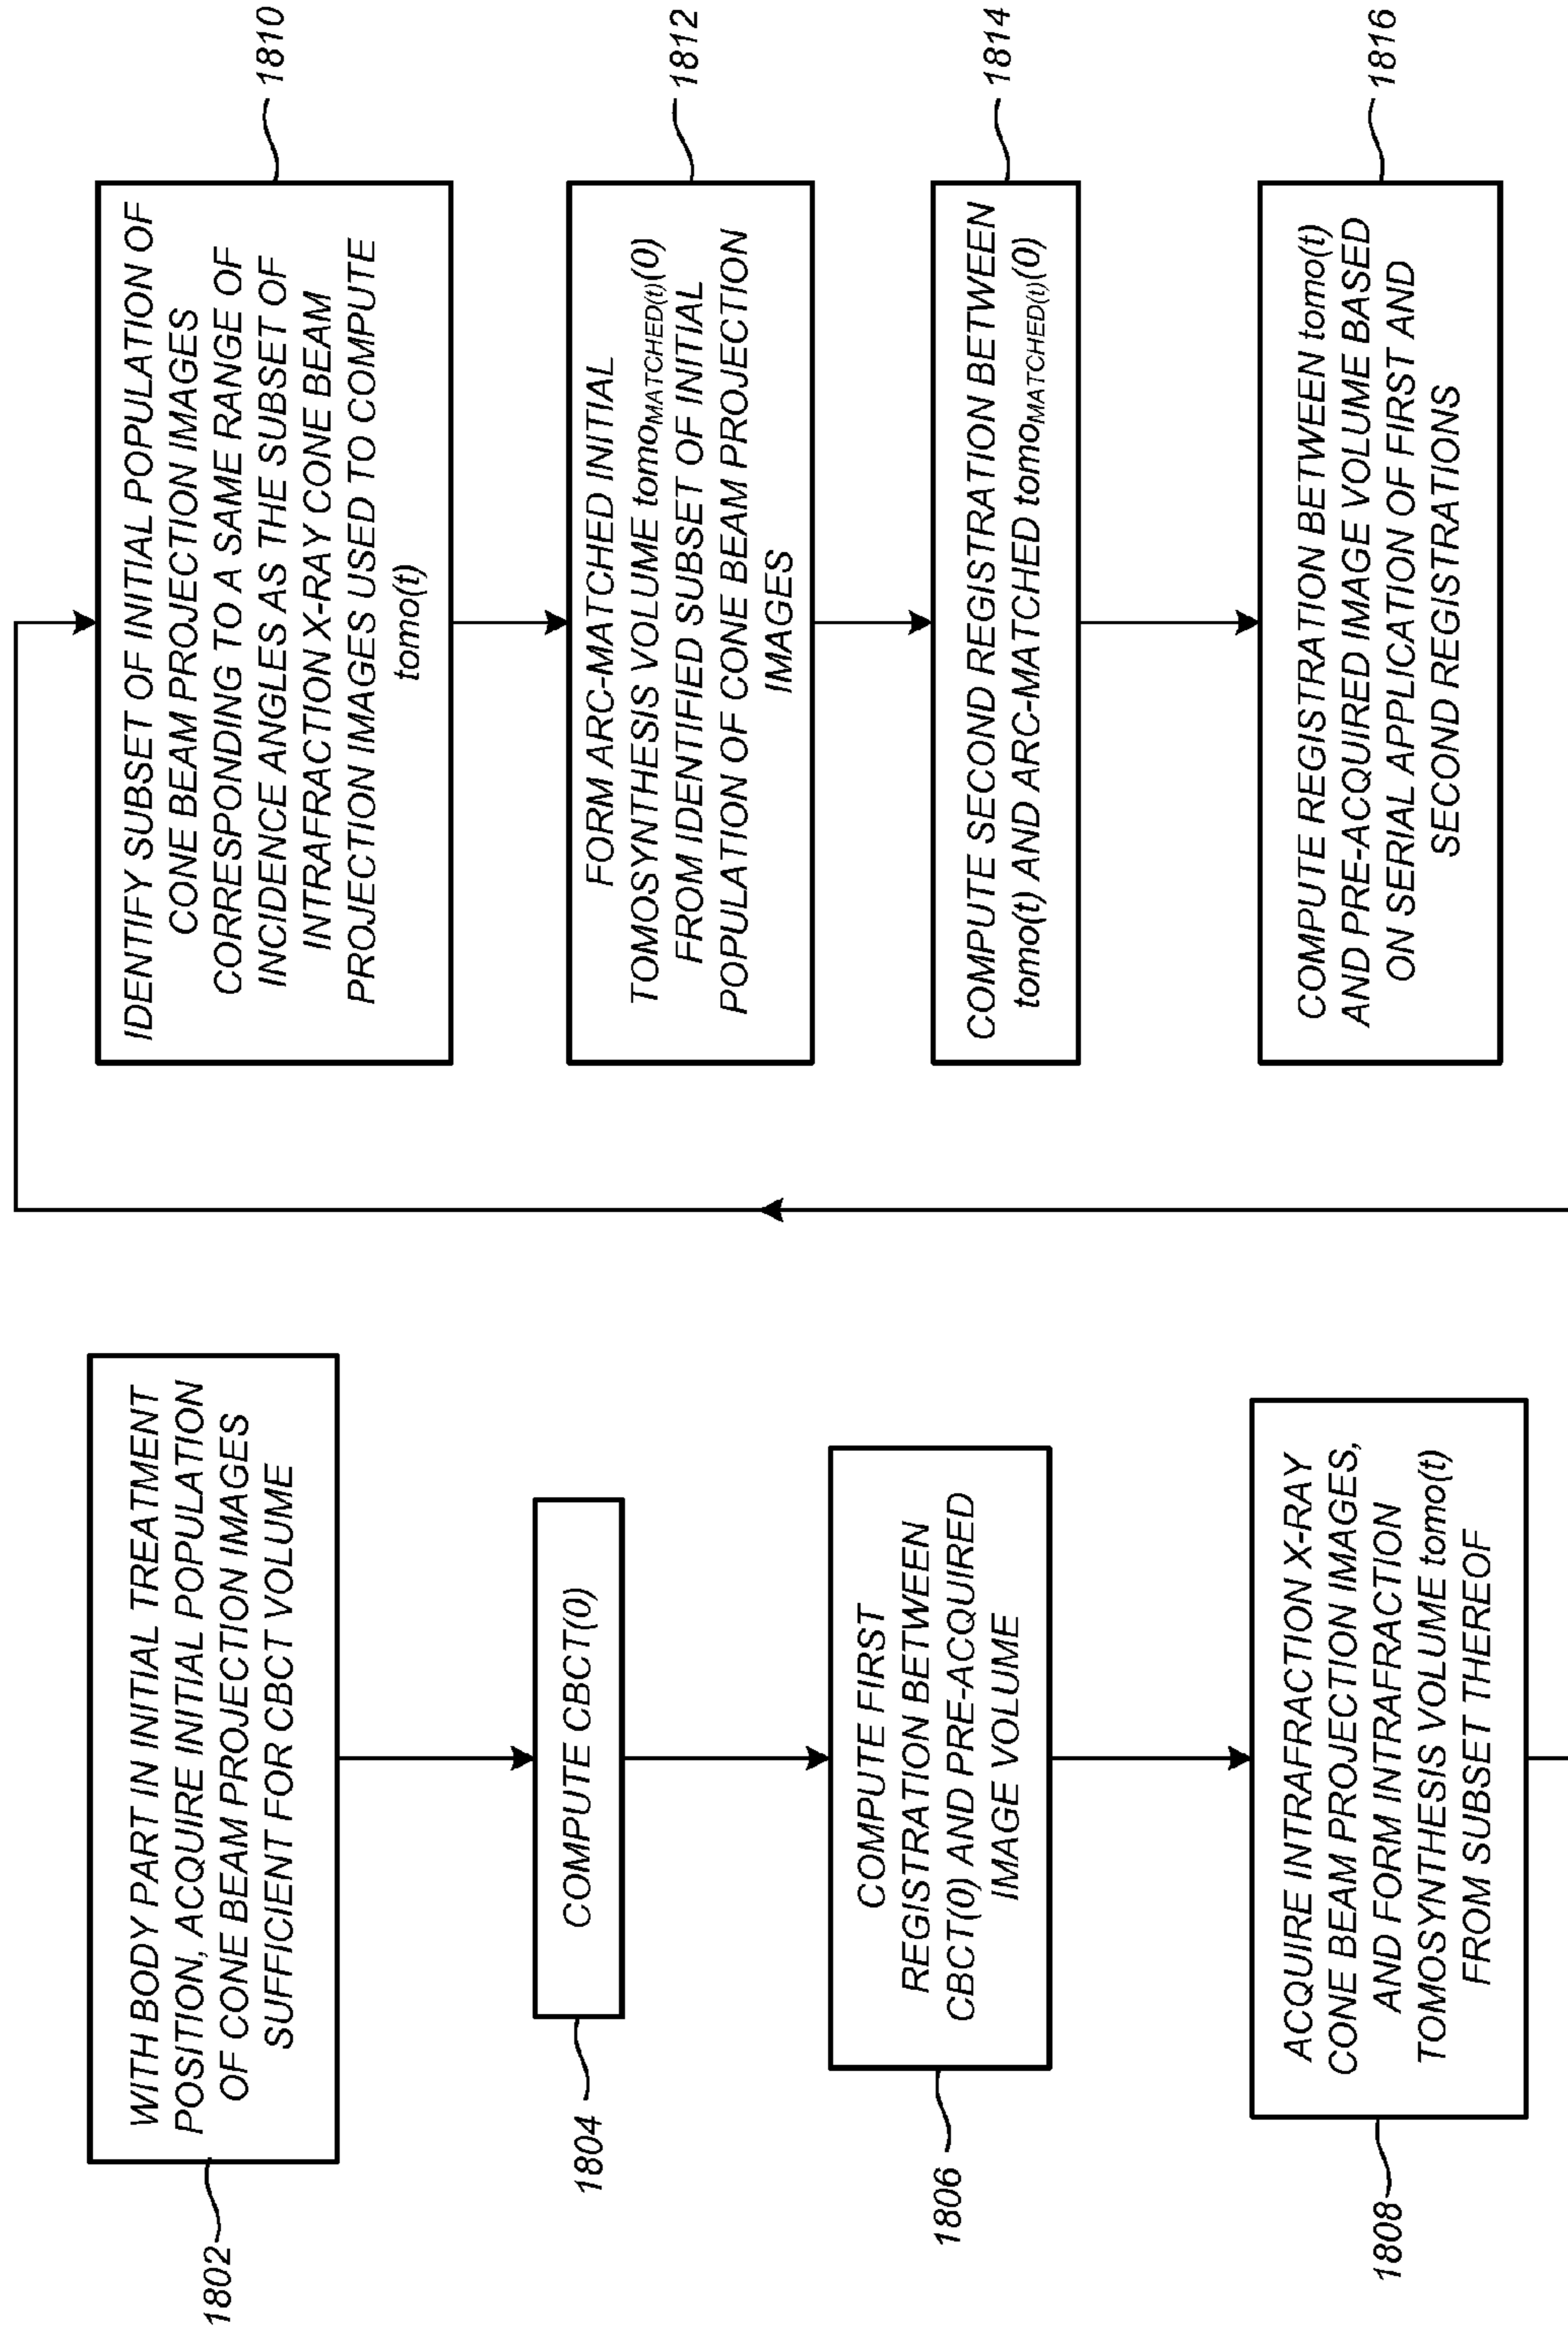 WITH BODY PART IN INITIAL TREATMENT
POSITION, ACQUIRE INITIAL POPULATION
OF CONE BEAM PROJECTION IMAGES
SUFFICIENT FOR CBCT VOLUME
1802
COMPUTE CBCT(0)
1804
COMPUTE FIRST
REGISTRATION BETWEEN
CBCT(0) AND PRE-ACQUIRED
IMAGE VOLUME
1806
ACQUIRE INTRAFRACTION X-RAY
CONE BEAM PROJECTION IMAGES,
AND FORM INTRAFRACTION
TOMOSYNTHESIS VOLUME tomo(t)
FROM SUBSET THEREOF
1808
IDENTIFY SUBSET OF INITIAL POPULATION OF
CONE BEAM PROJECTION IMAGES
CORRESPONDING TO A SAME RANGE OF
INCIDENCE ANGLES AS THE SUBSET OF
INTRAFRACTION X-RAY CONE BEAM
PROJECTION IMAGES USED TO COMPUTE
tomo(t)
1810
FORM ARC-MATCHED INITIAL
TOMOSYNTHESIS VOLUME tomoMATCHED(t)(0)
FROM IDENTIFIED SUBSET OF INITIAL
POPULATION OF CONE BEAM PROJECTION
IMAGES
1812
COMPUTE SECOND REGISTRATION BETWEEN
tomo(t) AND ARC-MATCHED tomoMATCHED(t)(0)
1814
COMPUTE REGISTRATION BETWEEN tomo(t)
AND PRE-ACQUIRED IMAGE VOLUME BASED
ON SERIAL APPLICATION OF FIRST AND
SECOND REGISTRATIONS
1816